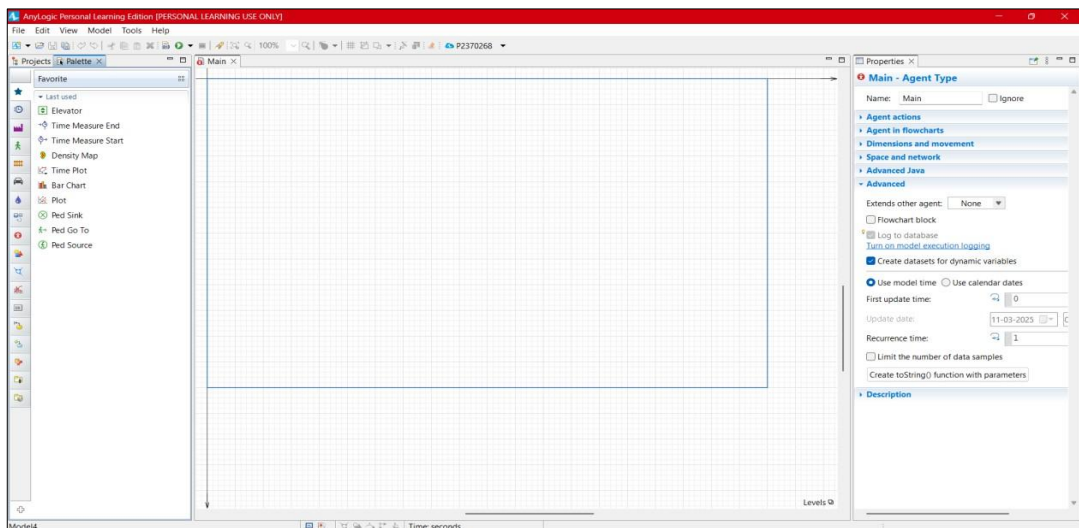 AnyLogic Personal Learning Edition [PERSONAL LEARNING USE ONLY]
File Edit View Model Tools Help
100% P2370268
Projects Palette Main Properties
Favorite
Last used
Elevator
Time Measure End
Time Measure Start
Density Map
Time Plot
Bar Chart
Plot
Ped Sink
Ped Go To
Ped Source
Levels
Main - Agent Type
Name: Main Ignore
Agent actions
Agent in flowcharts
Dimensions and movement
Space and network
Advanced Java
Advanced
Extends other agent: None
Flowchart block
Log to database
Turn on model execution logging
Create datasets for dynamic variables
Use model time Use calendar dates
First update time: 0
Update date: 11-03-2025
Recurrence time: 1
Limit the number of data samples
Create toString() function with parameters
Description
Model4 Time: seconds